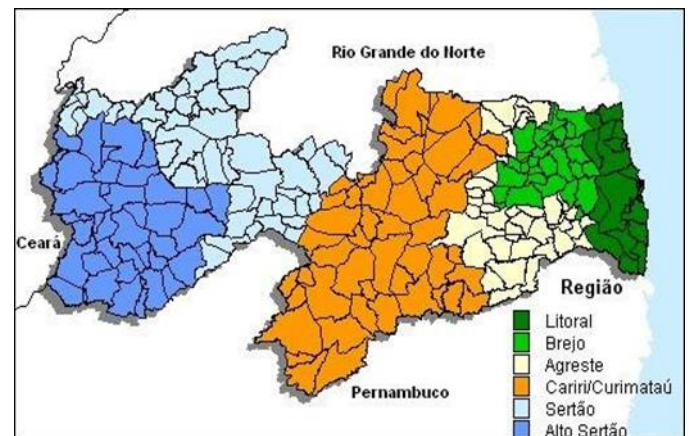 Rio Grande do Norte
Ceará
Pernambuco
Região
Litoral
Brejo
Agreste
Cariri/Curimataú
Sertão
Alto Sertão